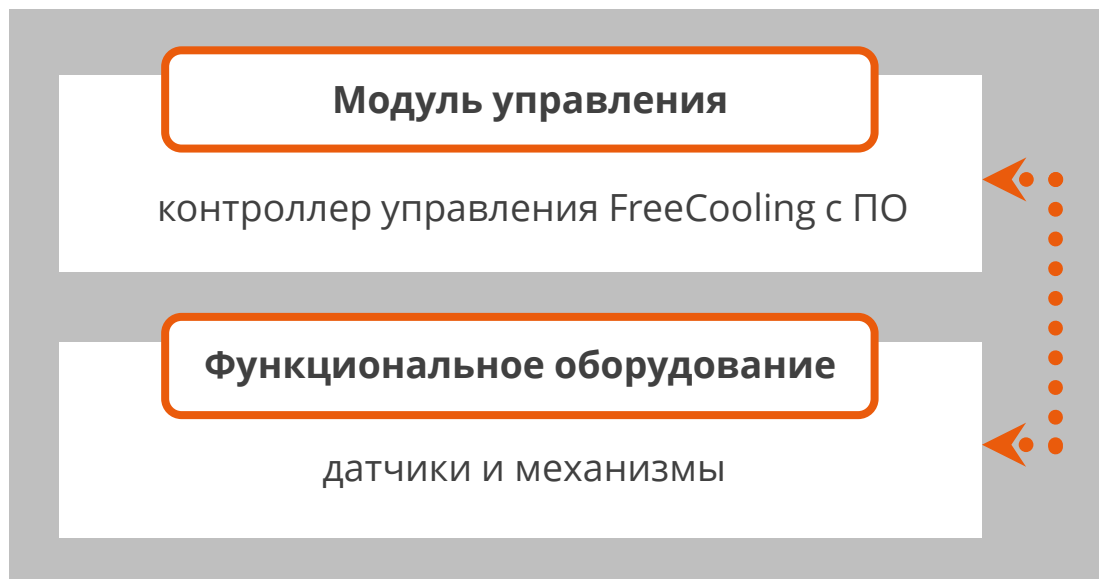 Модуль управления
контроллер управления FreeCooling с ПО
Функциональное оборудование
датчики и механизмы